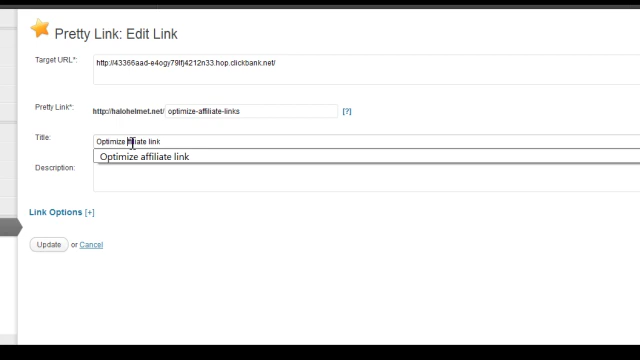 Pretty Link: Edit Link
Target URL*:
http://43366aad-e4ogy79lfj4212n33.hop.clickbank.net/
Pretty Link*:
http://halohelmet.net/ optimize-affiliate-links [?]
Title:
Optimize affiliate link
Optimize affiliate link
Description:
Link Options [+]
Update or Cancel